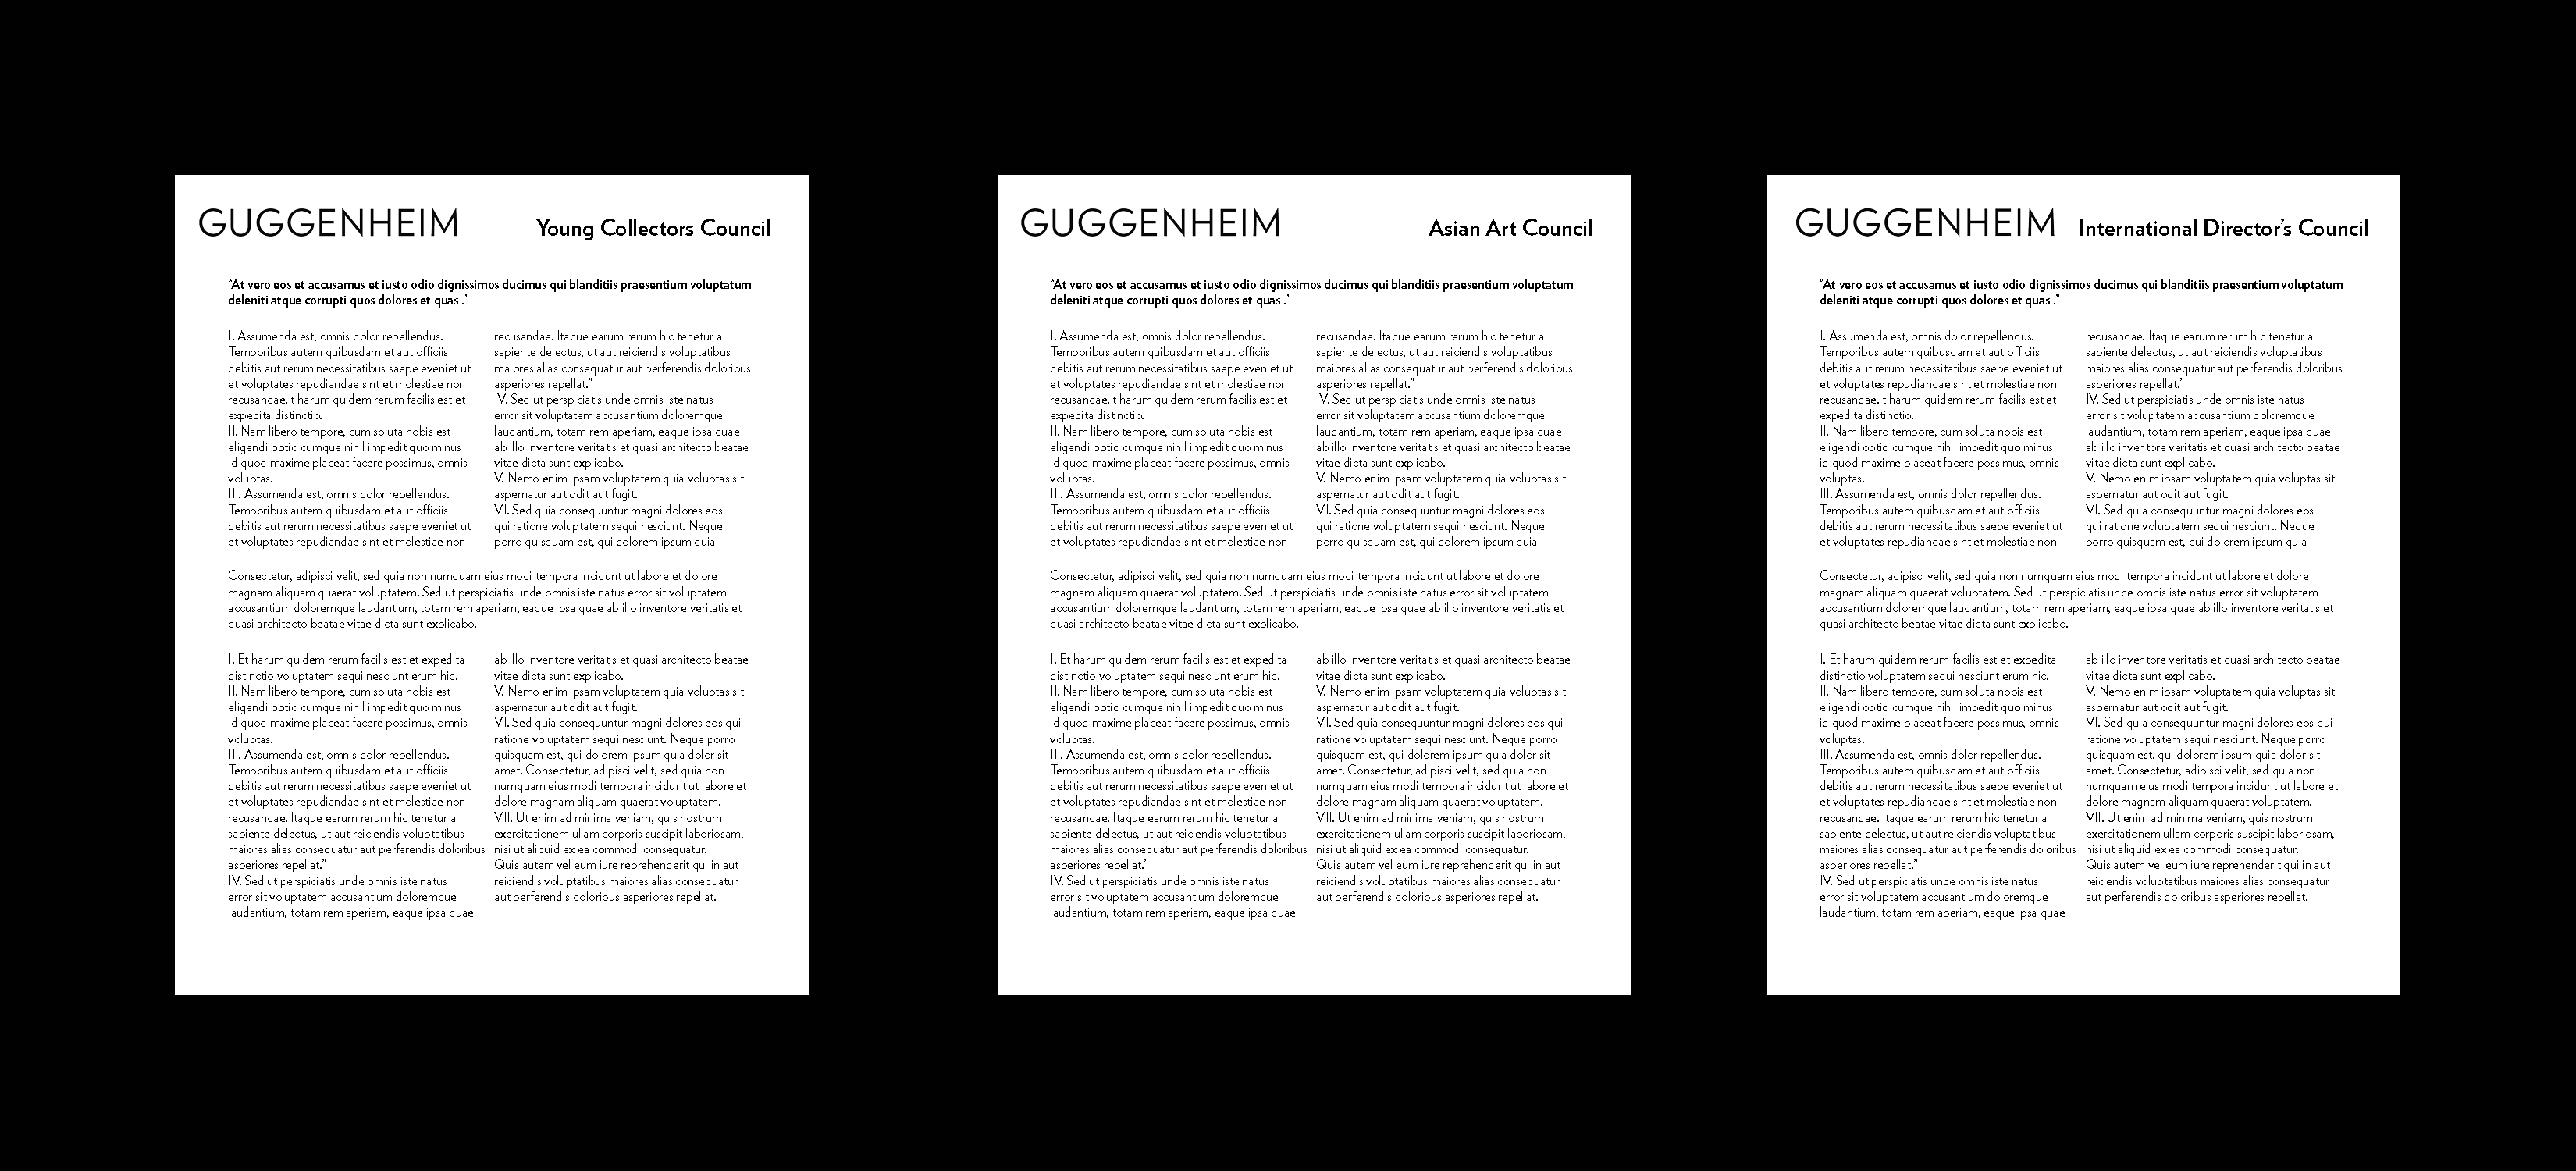 GUGGENHEIM
Young Collectors Council
“At vero eos et accusamus et iusto odio dignissimos ducimus qui blanditiis praesentium voluptatum
deleniti atque corrupti quos dolores et quas .”
I. Assumenda est, omnis dolor repellendus.
Temporibus autem quibusdam et aut officiis
debitis aut rerum necessitatibus saepe eveniet ut
et voluptates repudiandae sint et molestiae non
recusandae. t harum quidem rerum facilis est et
expedita distinctio.
II. Nam libero tempore, cum soluta nobis est
eligendi optio cumque nihil impedit quo minus
id quod maxime placeat facere possimus, omnis
voluptas.
III. Assumenda est, omnis dolor repellendus.
Temporibus autem quibusdam et aut officiis
debitis aut rerum necessitatibus saepe eveniet ut
et voluptates repudiandae sint et molestiae non
recusandae. Itaque earum rerum hic tenetur a
sapiente delectus, ut aut reiciendis voluptatibus
maiores alias consequatur aut perferendis doloribus
asperiores repellat.”
IV. Sed ut perspiciatis unde omnis iste natus
error sit voluptatem accusantium doloremque
laudantium, totam rem aperiam, eaque ipsa quae
ab illo inventore veritatis et quasi architecto beatae
vitae dicta sunt explicabo.
V. Nemo enim ipsam voluptatem quia voluptas sit
aspernatur aut odit aut fugit.
VI. Sed quia consequuntur magni dolores eos
qui ratione voluptatem sequi nesciunt. Neque
porro quisquam est, qui dolorem ipsum quia
Consectetur, adipisci velit, sed quia non numquam eius modi tempora incidunt ut labore et dolore
magnam aliquam quaerat voluptatem. Sed ut perspiciatis unde omnis iste natus error sit voluptatem
accusantium doloremque laudantium, totam rem aperiam, eaque ipsa quae ab illo inventore veritatis et
quasi architecto beatae vitae dicta sunt explicabo.
I. Et harum quidem rerum facilis est et expedita
distinctio voluptatem sequi nesciunt erum hic.
II. Nam libero tempore, cum soluta nobis est
eligendi optio cumque nihil impedit quo minus
id quod maxime placeat facere possimus, omnis
voluptas.
III. Assumenda est, omnis dolor repellendus.
Temporibus autem quibusdam et aut officiis
debitis aut rerum necessitatibus saepe eveniet ut
et voluptates repudiandae sint et molestiae non
recusandae. Itaque earum rerum hic tenetur a
sapiente delectus, ut aut reiciendis voluptatibus
maiores alias consequatur aut perferendis doloribus
asperiores repellat.”
IV. Sed ut perspiciatis unde omnis iste natus
error sit voluptatem accusantium doloremque
laudantium, totam rem aperiam, eaque ipsa quae
ab illo inventore veritatis et quasi architecto beatae
vitae dicta sunt explicabo.
V. Nemo enim ipsam voluptatem quia voluptas sit
aspernatur aut odit aut fugit.
VI. Sed quia consequuntur magni dolores eos qui
ratione voluptatem sequi nesciunt. Neque porro
quisquam est, qui dolorem ipsum quia dolor sit
amet. Consectetur, adipisci velit, sed quia non
numquam eius modi tempora incidunt ut labore et
dolore magnam aliquam quaerat voluptatem.
VII. Ut enim ad minima veniam, quis nostrum
exercitationem ullam corporis suscipit laboriosam,
nisi ut aliquid ex ea commodi consequatur.
Quis autem vel eum iure reprehenderit qui in aut
reiciendis voluptatibus maiores alias consequatur
aut perferendis doloribus asperiores repellat.
GUGGENHEIM
Asian Art Council
“At vero eos et accusamus et iusto odio dignissimos ducimus qui blanditiis praesentium voluptatum
deleniti atque corrupti quos dolores et quas .”
I. Assumenda est, omnis dolor repellendus.
Temporibus autem quibusdam et aut officiis
debitis aut rerum necessitatibus saepe eveniet ut
et voluptates repudiandae sint et molestiae non
recusandae. t harum quidem rerum facilis est et
expedita distinctio.
II. Nam libero tempore, cum soluta nobis est
eligendi optio cumque nihil impedit quo minus
id quod maxime placeat facere possimus, omnis
voluptas.
III. Assumenda est, omnis dolor repellendus.
Temporibus autem quibusdam et aut officiis
debitis aut rerum necessitatibus saepe eveniet ut
et voluptates repudiandae sint et molestiae non
recusandae. Itaque earum rerum hic tenetur a
sapiente delectus, ut aut reiciendis voluptatibus
maiores alias consequatur aut perferendis doloribus
asperiores repellat.”
IV. Sed ut perspiciatis unde omnis iste natus
error sit voluptatem accusantium doloremque
laudantium, totam rem aperiam, eaque ipsa quae
ab illo inventore veritatis et quasi architecto beatae
vitae dicta sunt explicabo.
V. Nemo enim ipsam voluptatem quia voluptas sit
aspernatur aut odit aut fugit.
VI. Sed quia consequuntur magni dolores eos
qui ratione voluptatem sequi nesciunt. Neque
porro quisquam est, qui dolorem ipsum quia
Consectetur, adipisci velit, sed quia non numquam eius modi tempora incidunt ut labore et dolore
magnam aliquam quaerat voluptatem. Sed ut perspiciatis unde omnis iste natus error sit voluptatem
accusantium doloremque laudantium, totam rem aperiam, eaque ipsa quae ab illo inventore veritatis et
quasi architecto beatae vitae dicta sunt explicabo.
I. Et harum quidem rerum facilis est et expedita
distinctio voluptatem sequi nesciunt erum hic.
II. Nam libero tempore, cum soluta nobis est
eligendi optio cumque nihil impedit quo minus
id quod maxime placeat facere possimus, omnis
voluptas.
III. Assumenda est, omnis dolor repellendus.
Temporibus autem quibusdam et aut officiis
debitis aut rerum necessitatibus saepe eveniet ut
et voluptates repudiandae sint et molestiae non
recusandae. Itaque earum rerum hic tenetur a
sapiente delectus, ut aut reiciendis voluptatibus
maiores alias consequatur aut perferendis doloribus
asperiores repellat.”
IV. Sed ut perspiciatis unde omnis iste natus
error sit voluptatem accusantium doloremque
laudantium, totam rem aperiam, eaque ipsa quae
ab illo inventore veritatis et quasi architecto beatae
vitae dicta sunt explicabo.
V. Nemo enim ipsam voluptatem quia voluptas sit
aspernatur aut odit aut fugit.
VI. Sed quia consequuntur magni dolores eos qui
ratione voluptatem sequi nesciunt. Neque porro
quisquam est, qui dolorem ipsum quia dolor sit
amet. Consectetur, adipisci velit, sed quia non
numquam eius modi tempora incidunt ut labore et
dolore magnam aliquam quaerat voluptatem.
VII. Ut enim ad minima veniam, quis nostrum
exercitationem ullam corporis suscipit laboriosam,
nisi ut aliquid ex ea commodi consequatur.
Quis autem vel eum iure reprehenderit qui in aut
reiciendis voluptatibus maiores alias consequatur
aut perferendis doloribus asperiores repellat.
GUGGENHEIM
International Director’s Council
“At vero eos et accusamus et iusto odio dignissimos ducimus qui blanditiis praesentium voluptatum
deleniti atque corrupti quos dolores et quas .”
I. Assumenda est, omnis dolor repellendus.
Temporibus autem quibusdam et aut officiis
debitis aut rerum necessitatibus saepe eveniet ut
et voluptates repudiandae sint et molestiae non
recusandae. t harum quidem rerum facilis est et
expedita distinctio.
II. Nam libero tempore, cum soluta nobis est
eligendi optio cumque nihil impedit quo minus
id quod maxime placeat facere possimus, omnis
voluptas.
III. Assumenda est, omnis dolor repellendus.
Temporibus autem quibusdam et aut officiis
debitis aut rerum necessitatibus saepe eveniet ut
et voluptates repudiandae sint et molestiae non
recusandae. Itaque earum rerum hic tenetur a
sapiente delectus, ut aut reiciendis voluptatibus
maiores alias consequatur aut perferendis doloribus
asperiores repellat.”
IV. Sed ut perspiciatis unde omnis iste natus
error sit voluptatem accusantium doloremque
laudantium, totam rem aperiam, eaque ipsa quae
ab illo inventore veritatis et quasi architecto beatae
vitae dicta sunt explicabo.
V. Nemo enim ipsam voluptatem quia voluptas sit
aspernatur aut odit aut fugit.
VI. Sed quia consequuntur magni dolores eos
qui ratione voluptatem sequi nesciunt. Neque
porro quisquam est, qui dolorem ipsum quia
Consectetur, adipisci velit, sed quia non numquam eius modi tempora incidunt ut labore et dolore
magnam aliquam quaerat voluptatem. Sed ut perspiciatis unde omnis iste natus error sit voluptatem
accusantium doloremque laudantium, totam rem aperiam, eaque ipsa quae ab illo inventore veritatis et
quasi architecto beatae vitae dicta sunt explicabo.
I. Et harum quidem rerum facilis est et expedita
distinctio voluptatem sequi nesciunt erum hic.
II. Nam libero tempore, cum soluta nobis est
eligendi optio cumque nihil impedit quo minus
id quod maxime placeat facere possimus, omnis
voluptas.
III. Assumenda est, omnis dolor repellendus.
Temporibus autem quibusdam et aut officiis
debitis aut rerum necessitatibus saepe eveniet ut
et voluptates repudiandae sint et molestiae non
recusandae. Itaque earum rerum hic tenetur a
sapiente delectus, ut aut reiciendis voluptatibus
maiores alias consequatur aut perferendis doloribus
asperiores repellat.”
IV. Sed ut perspiciatis unde omnis iste natus
error sit voluptatem accusantium doloremque
laudantium, totam rem aperiam, eaque ipsa quae
ab illo inventore veritatis et quasi architecto beatae
vitae dicta sunt explicabo.
V. Nemo enim ipsam voluptatem quia voluptas sit
aspernatur aut odit aut fugit.
VI. Sed quia consequuntur magni dolores eos qui
ratione voluptatem sequi nesciunt. Neque porro
quisquam est, qui dolorem ipsum quia dolor sit
amet. Consectetur, adipisci velit, sed quia non
numquam eius modi tempora incidunt ut labore et
dolore magnam aliquam quaerat voluptatem.
VII. Ut enim ad minima veniam, quis nostrum
exercitationem ullam corporis suscipit laboriosam,
nisi ut aliquid ex ea commodi consequatur.
Quis autem vel eum iure reprehenderit qui in aut
reiciendis voluptatibus maiores alias consequatur
aut perferendis doloribus asperiores repellat.